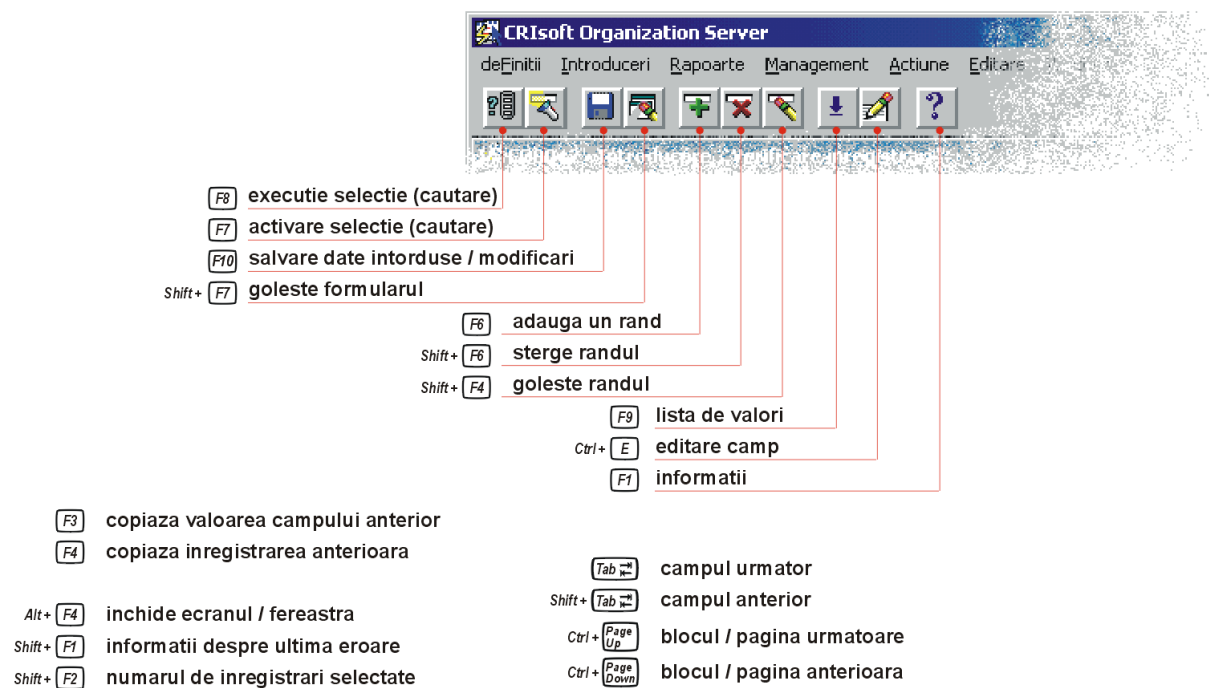 CRIsoft Organization Server
deFinitii Introduceri Rapoarte Management Actiune Editare
F8 executie selectie (cautare)
F7 activare selectie (cautare)
F10 salvare date intorduse / modificari
Shift + F7 goleste formularul
F6 adauga un rand
Shift + F6 sterge randul
Shift + F4 goleste randul
F9 lista de valori
Ctrl + E editare camp
F1 informatii
F3 copiaza valoarea campului anterior
F4 copiaza inregistrarea anterioara
Alt + F4 inchide ecranul / fereastra
Shift + F1 informatii despre ultima eroare
Shift + F2 numarul de inregistrari selectate
Tab campul urmator
Shift + Tab campul anterior
Ctrl + Page Up blocul / pagina urmatoare
Ctrl + Page Down blocul / pagina anterioara